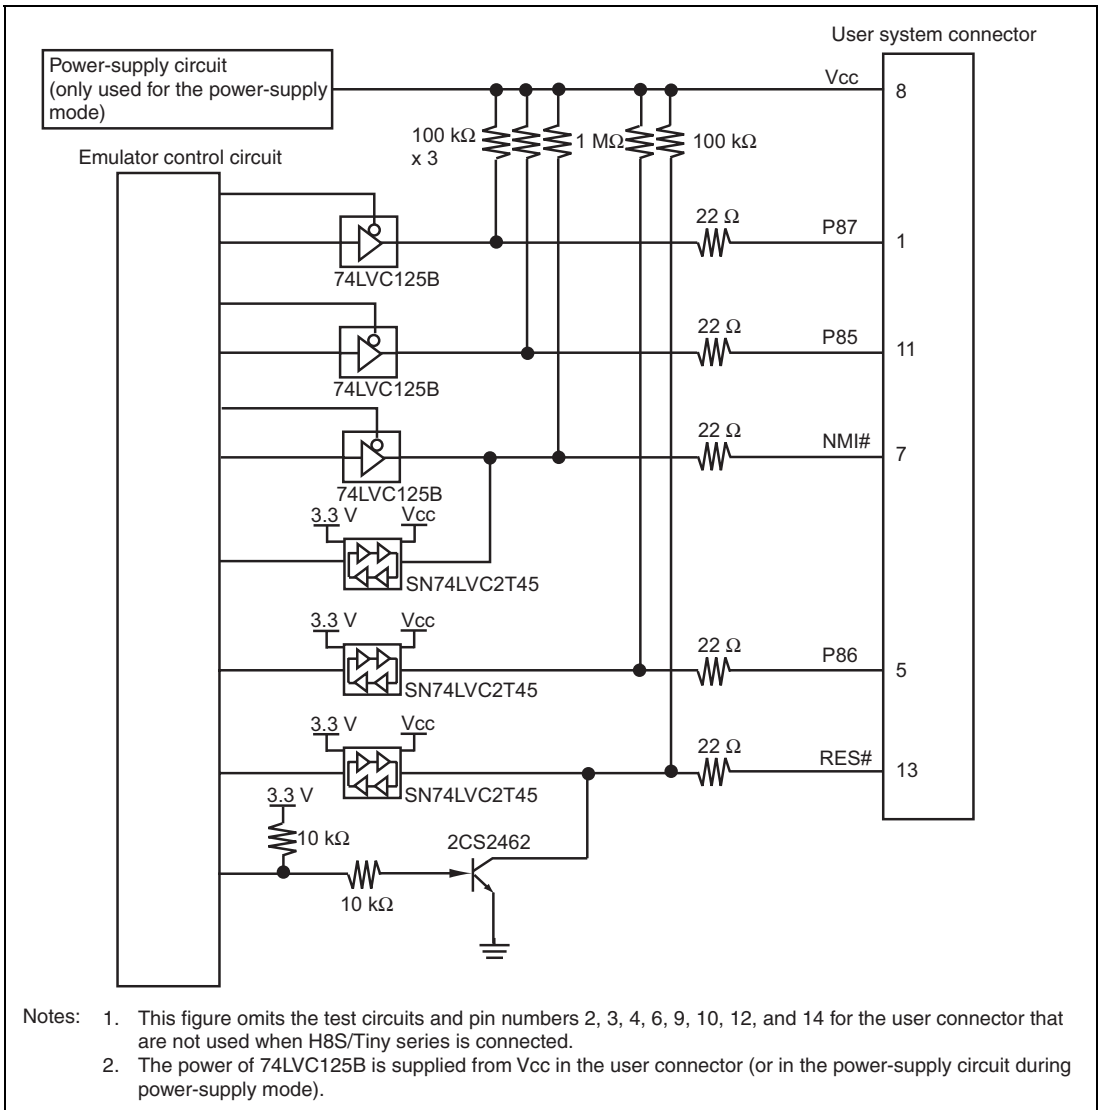 User system connector
Power-supply circuit
(only used for the power-supply
mode)
Vcc
8
100 kΩ
x 3
1 MΩ
100 kΩ
Emulator control circuit
22 Ω
P87
1
74LVC125B
22 Ω
P85
11
74LVC125B
22 Ω
NMI#
7
74LVC125B
3.3 V
Vcc
SN74LVC2T45
3.3 V
Vcc
22 Ω
P86
5
SN74LVC2T45
3.3 V
Vcc
22 Ω
RES#
13
SN74LVC2T45
3.3 V
10 kΩ
2CS2462
10 kΩ
Notes: 1. This figure omits the test circuits and pin numbers 2, 3, 4, 6, 9, 10, 12, and 14 for the user connector that
are not used when H8S/Tiny series is connected.
2. The power of 74LVC125B is supplied from Vcc in the user connector (or in the power-supply circuit during
power-supply mode).